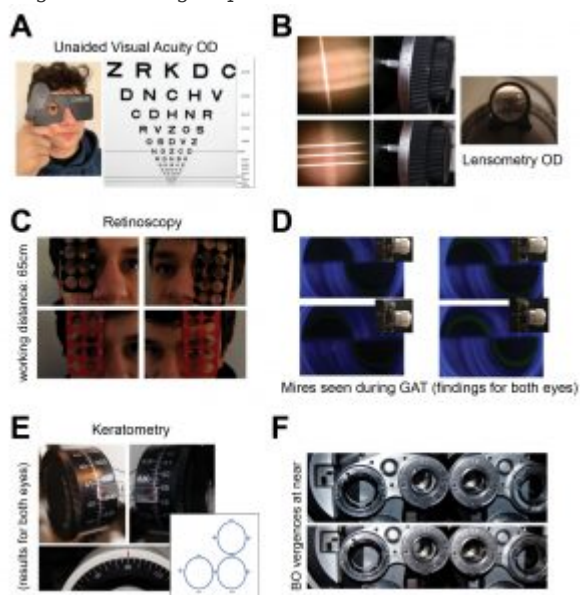 A
Unaided Visual Acuity OD
Z R K D C
D N C H V
C D H N R
R V Z O S
O S D V Z
N O Z C D
B
Lensometry OD
C
Retinoscopy
working distance: 65cm
D
Mires seen during GAT (findings for both eyes)
E
Keratometry
(results for both eyes)
F
BO vergences at near